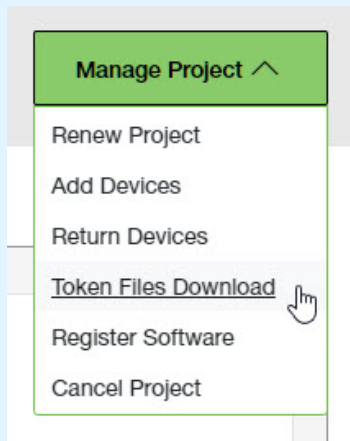 Manage Project
Renew Project
Add Devices
Return Devices
Token Files Download
Register Software
Cancel Project